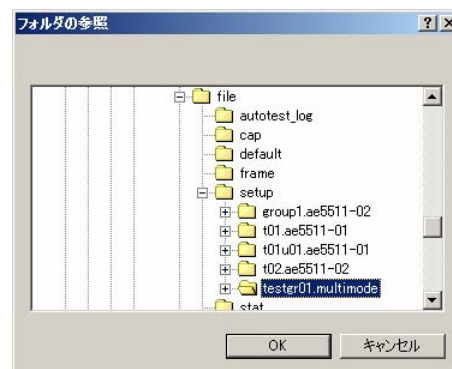 フォルダの参照
file
autotest_log
cap
default
frame
setup
group1.ae5511-02
t01.ae5511-01
t01u01.ae5511-01
t02.ae5511-02
testgr01.multimode
stat
OK
キャンセル